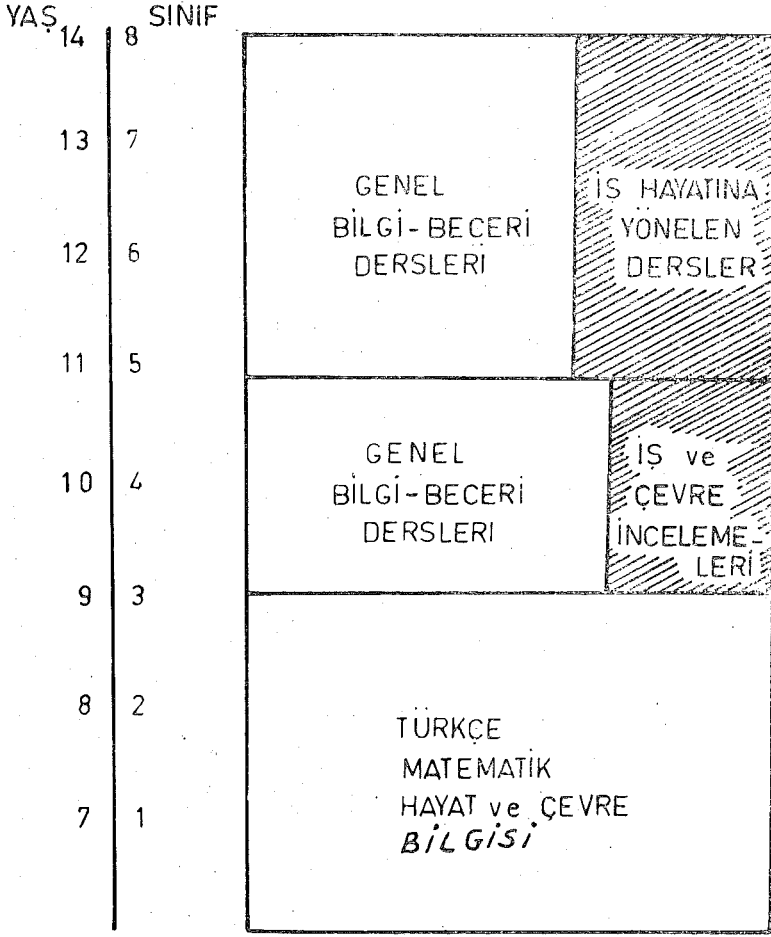 YAŞ SINIF
14 8
13 7
GENEL
BİLGİ-BECERİ
DERSLERİ
İŞ HAYATINA
YÖNELEN
DERSLER
12 6
11 5
GENEL
BİLGİ-BECERİ
DERSLERİ
İŞ ve
ÇEVRE
İNCELEME-
LERİ
10 4
9 3
8 2
TÜRKÇE
MATEMATİK
HAYAT ve ÇEVRE
BİLGİSİ
7 1